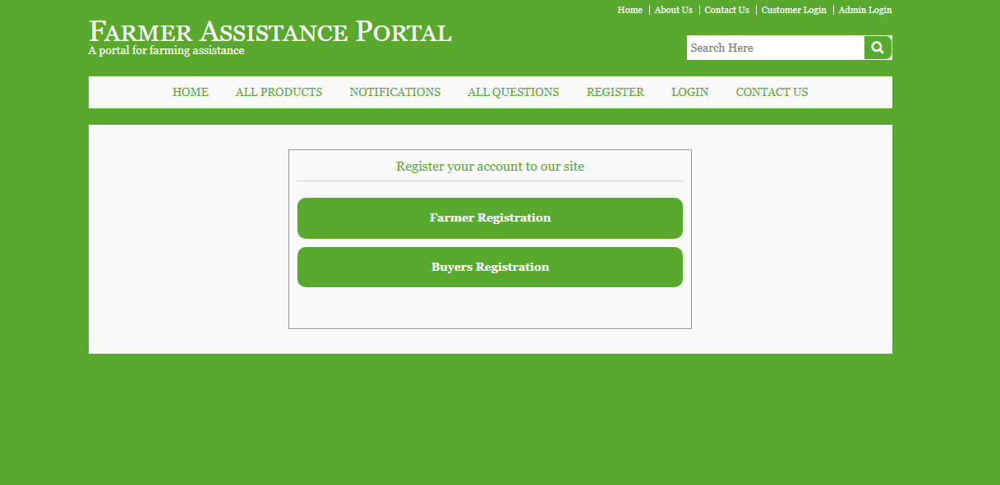 Home | About Us | Contact Us | Customer Login | Admin Login
Farmer Assistance Portal
A portal for farming assistance
Search Here
HOME ALL PRODUCTS NOTIFICATIONS ALL QUESTIONS REGISTER LOGIN CONTACT US
Register your account to our site
Farmer Registration
Buyers Registration